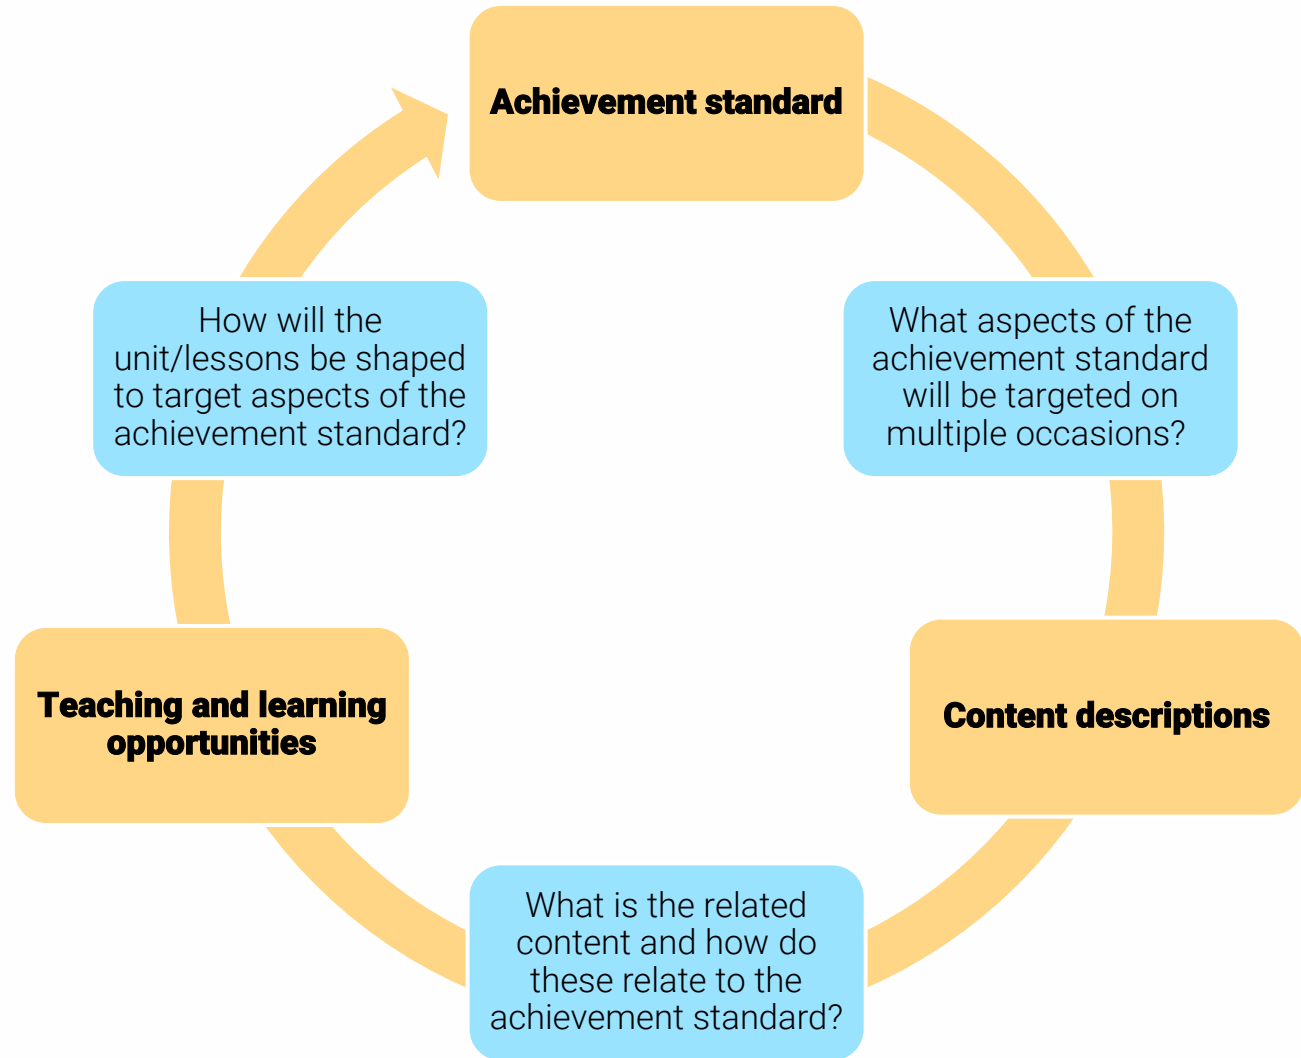 Achievement standard
What aspects of the
achievement standard
will be targeted on
multiple occasions?
Content descriptions
What is the related
content and how do
these relate to the
achievement standard?
Teaching and learning
opportunities
How will the
unit/lessons be shaped
to target aspects of the
achievement standard?